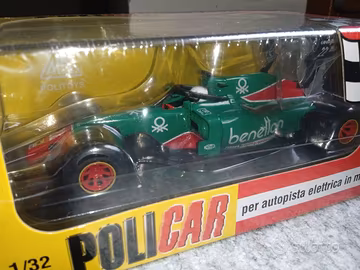 benetton
POLICAR
per autopista elettrica in m
1/32